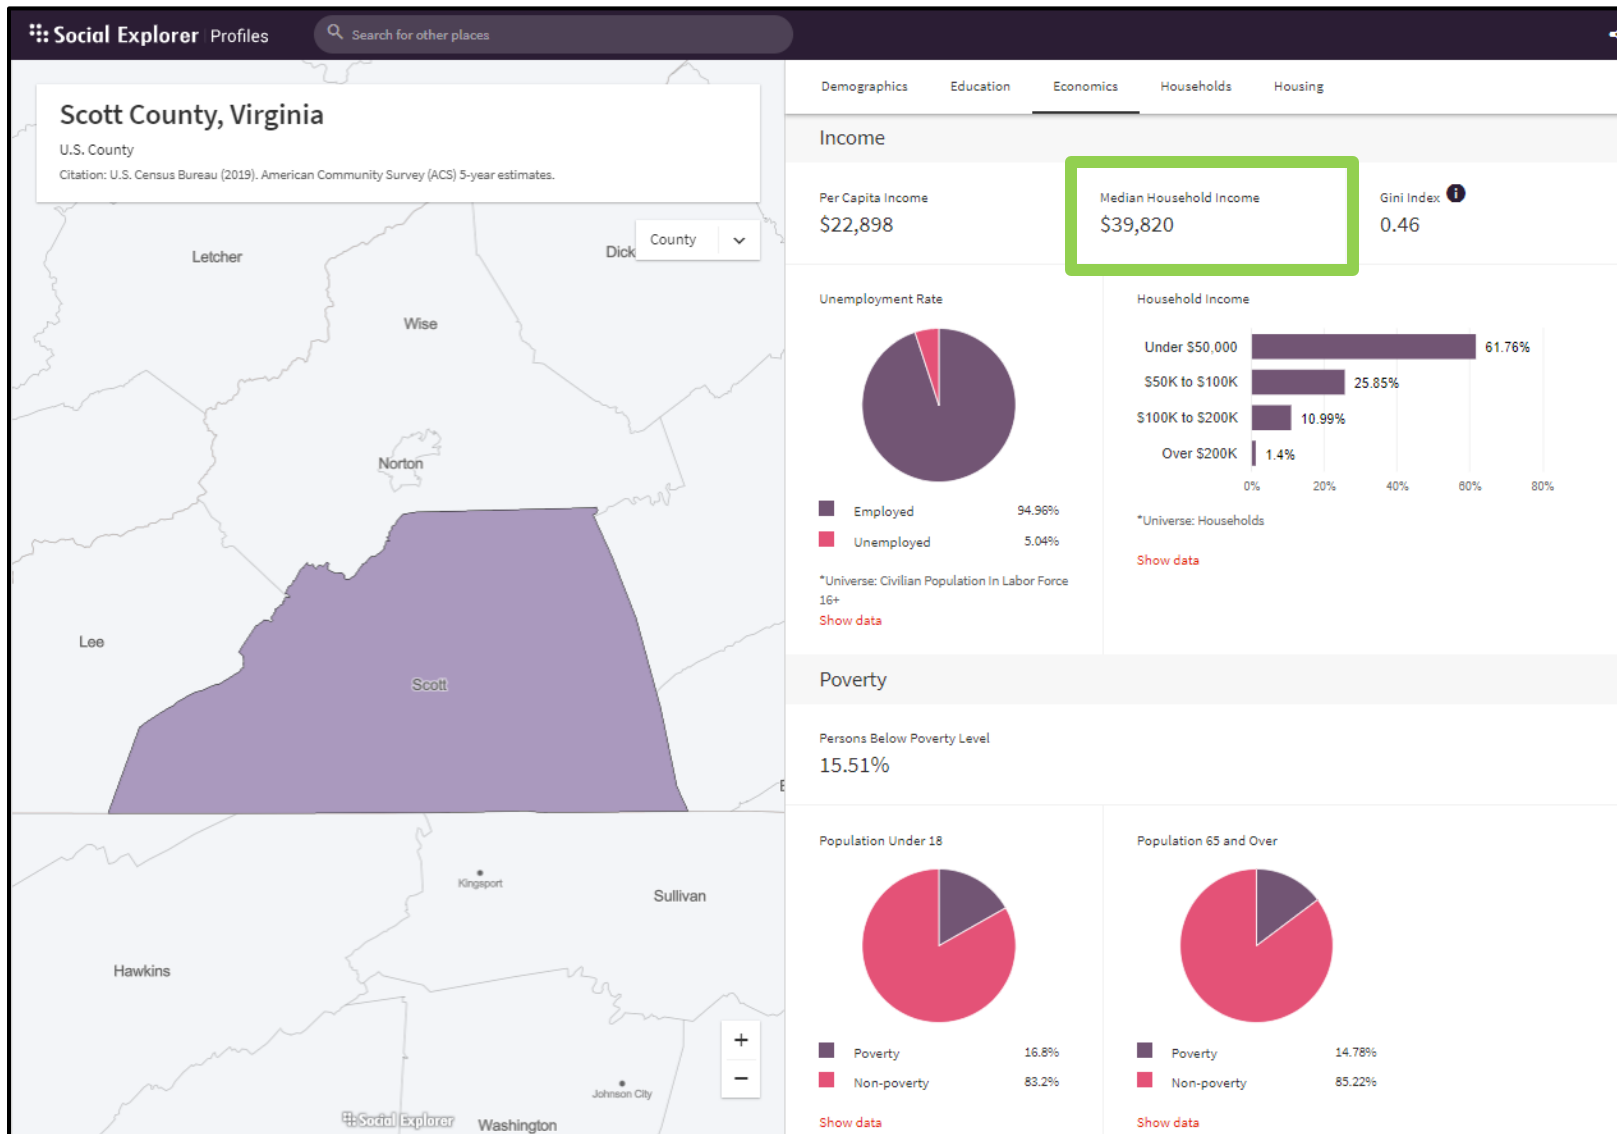 Social Explorer Profiles
Search for other places
Scott County, Virginia
U.S. County
Citation: U.S. Census Bureau (2019). American Community Survey (ACS) 5-year estimates.
County
Letcher
Dick
Wise
Norton
Lee
Scott
Kingsport
Sullivan
Hawkins
Johnson City
Washington
Social Explorer
+
−
Demographics Education Economics Households Housing
Income
Per Capita Income
$22,898
Median Household Income
$39,820
Gini Index i
0.46
Unemployment Rate
Employed 94.96%
Unemployed 5.04%
*Universe: Civilian Population In Labor Force
16+
Show data
Household Income
Under $50,000 61.76%
$50K to $100K 25.85%
$100K to $200K 10.99%
Over $200K 1.4%
0% 20% 40% 60% 80%
*Universe: Households
Show data
Poverty
Persons Below Poverty Level
15.51%
Population Under 18
Poverty 16.8%
Non-poverty 83.2%
Show data
Population 65 and Over
Poverty 14.78%
Non-poverty 85.22%
Show data